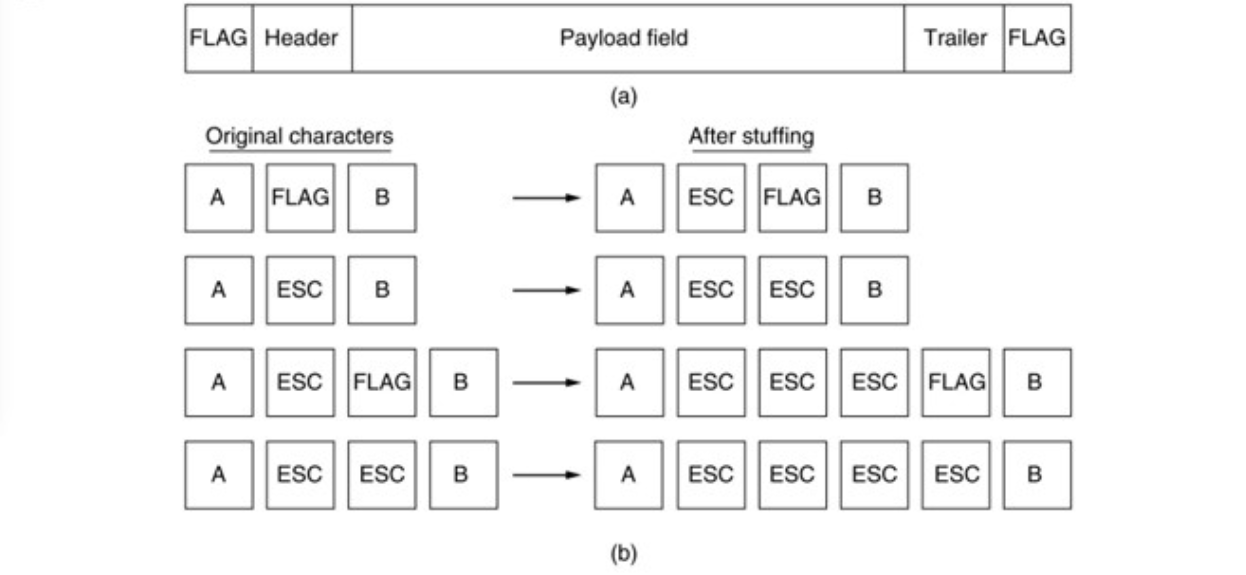 FLAG Header Payload field Trailer FLAG
(a)
Original characters After stuffing
A FLAG B A ESC FLAG B
A ESC B A ESC ESC B
A ESC FLAG B A ESC ESC ESC FLAG B
A ESC ESC B A ESC ESC ESC ESC B
(b)